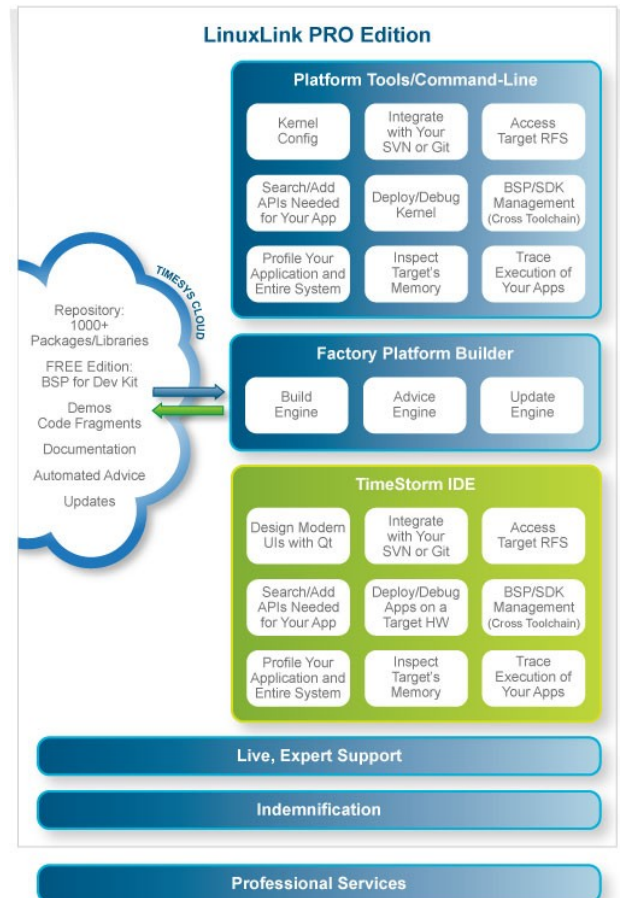 LinuxLink PRO Edition
Platform Tools/Command-Line
Kernel
Config
Integrate
with Your
SVN or Git
Access
Target RFS
Search/Add
APIs Needed
for Your App
Deploy/Debug
Kernel
BSP/SDK
Management
(Cross Toolchain)
Profile Your
Application and
Entire System
Inspect
Target's
Memory
Trace
Execution of
Your Apps
TIMESYS CLOUD
Repository:
1000+
Packages/Libraries
FREE Edition:
BSP for Dev Kit
Demos
Code Fragments
Documentation
Automated Advice
Updates
Factory Platform Builder
Build
Engine
Advice
Engine
Update
Engine
TimeStorm IDE
Design Modern
UIs with Qt
Integrate
with Your
SVN or Git
Access
Target RFS
Search/Add
APIs Needed
for Your App
Deploy/Debug
Apps on a
Target HW
BSP/SDK
Management
(Cross Toolchain)
Profile Your
Application and
Entire System
Inspect
Target's
Memory
Trace
Execution of
Your Apps
Live, Expert Support
Indemnification
Professional Services